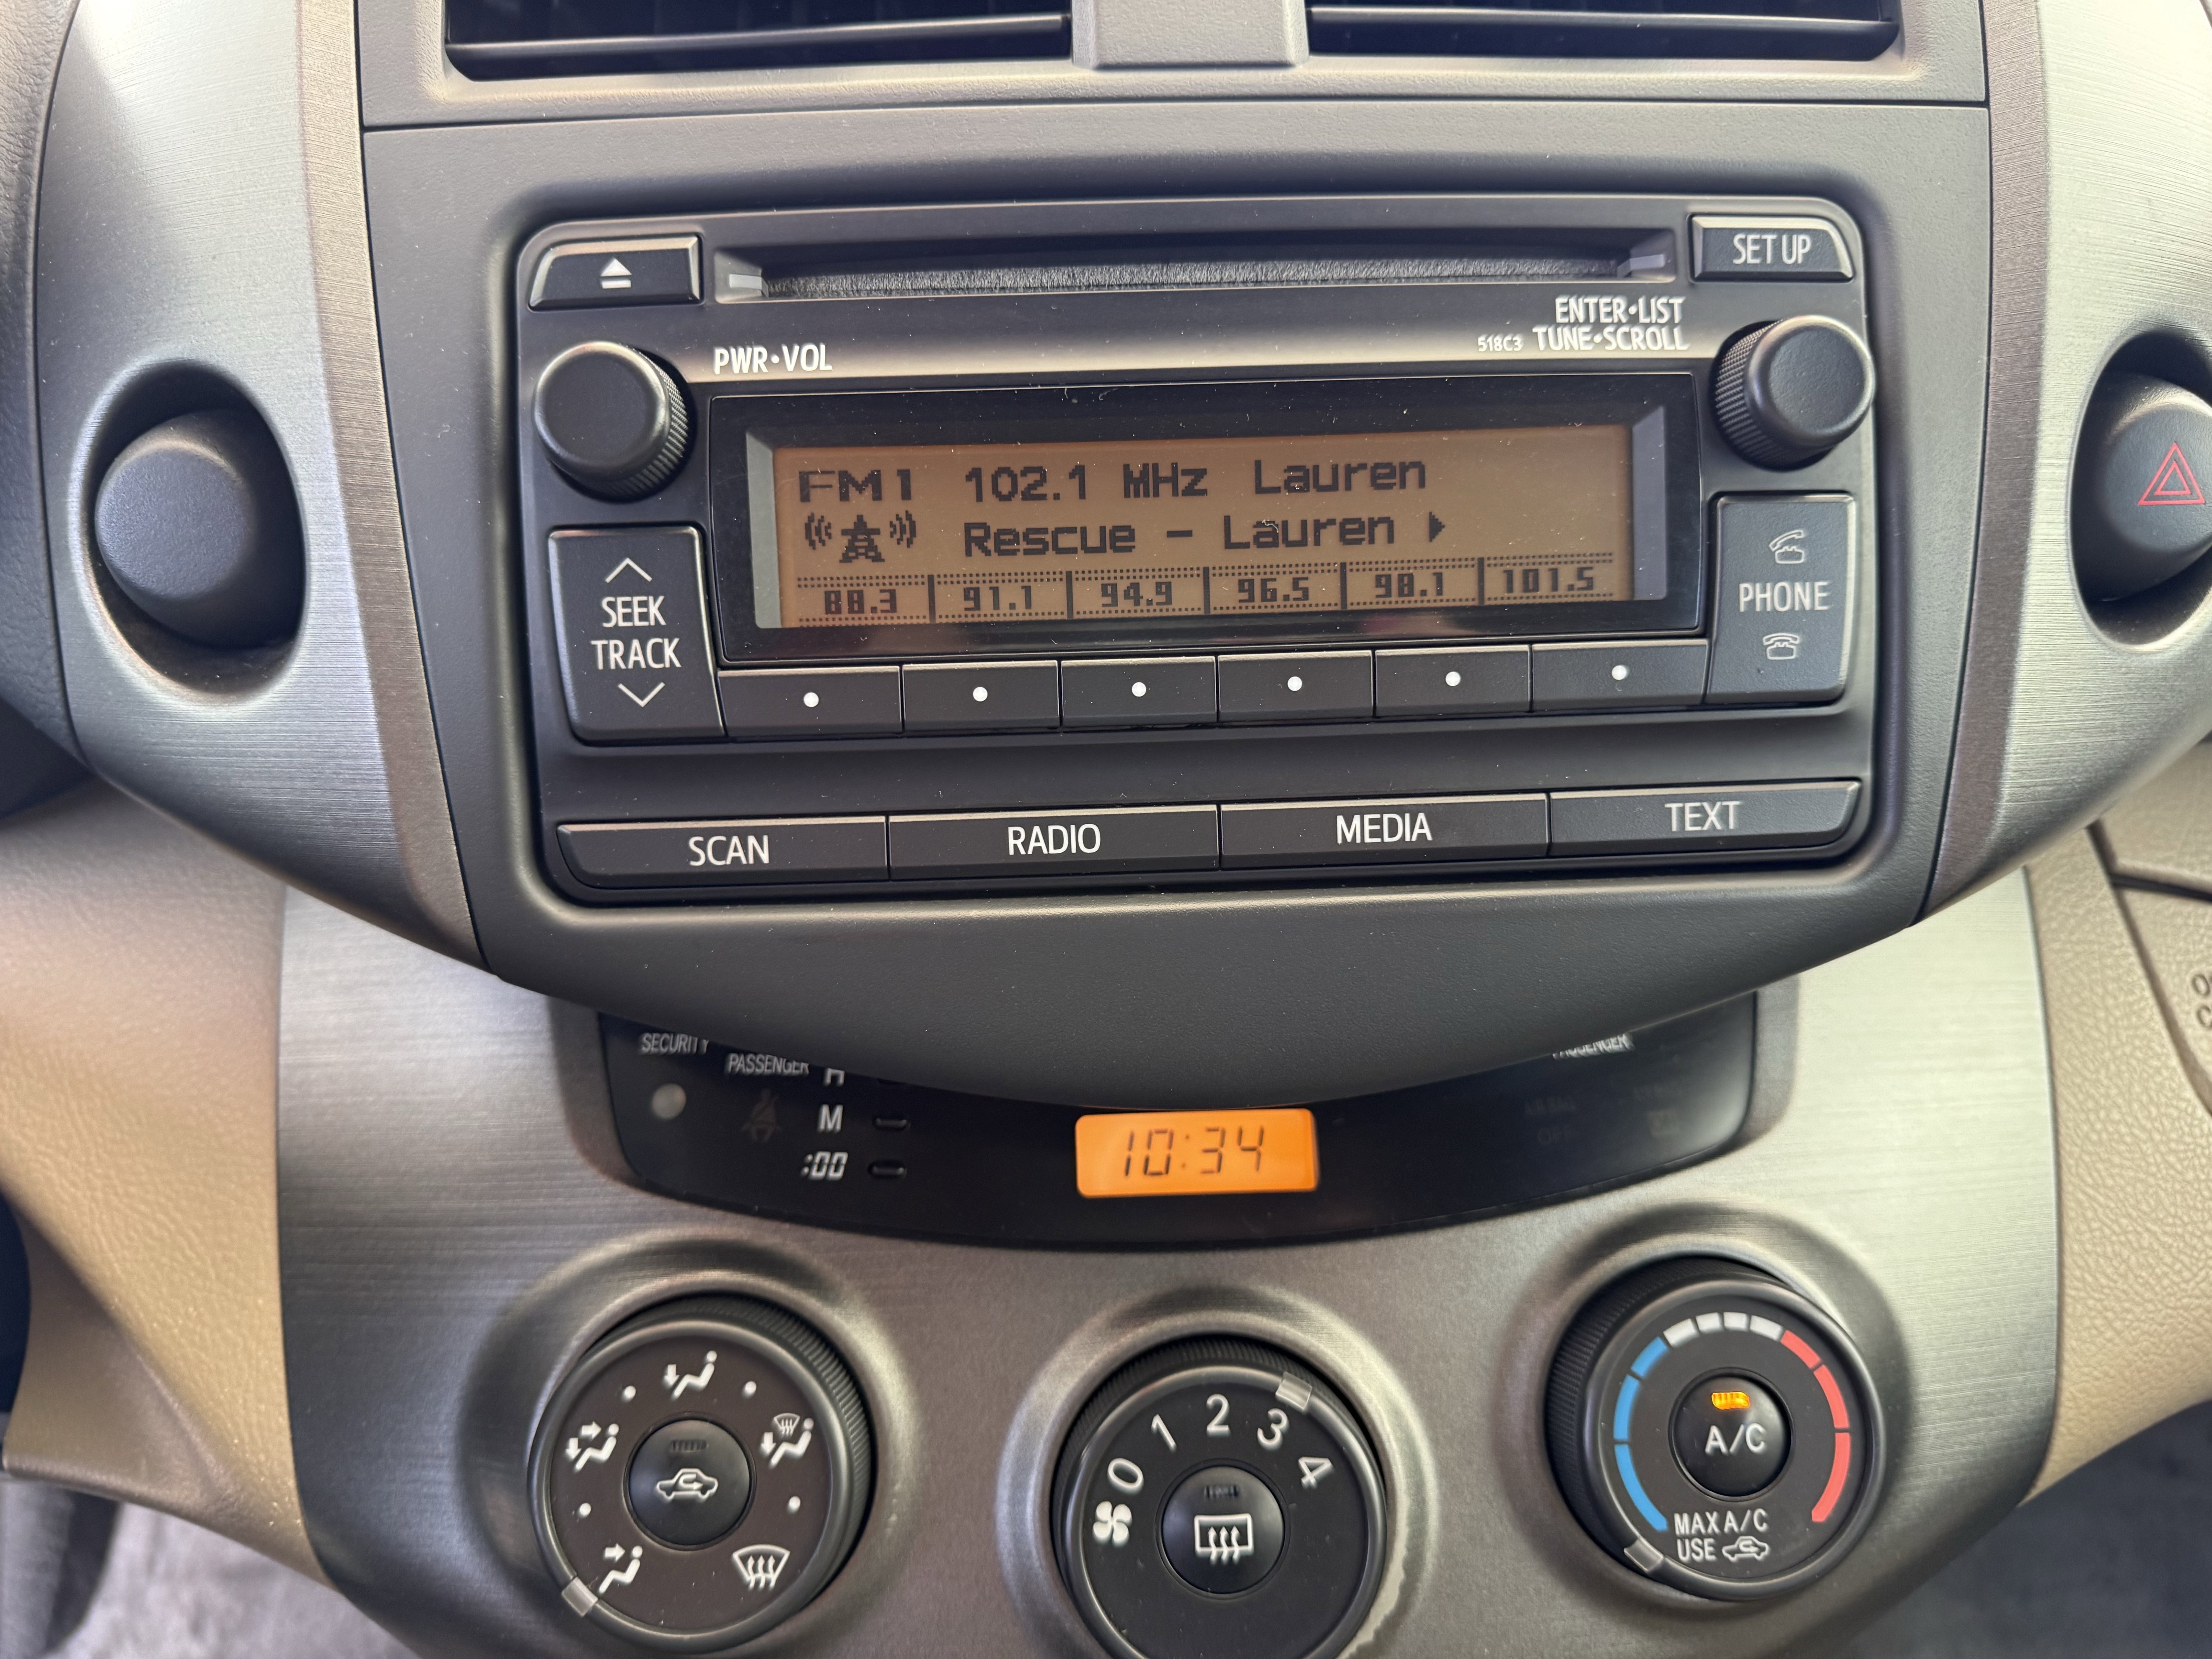 SET UP
ENTER•LIST
518C3 TUNE•SCROLL
PWR•VOL
FM1 102.1 MHz Lauren
Rescue - Lauren
88.3 91.1 94.9 96.5 98.1 101.5
SEEK
TRACK
PHONE
SCAN RADIO MEDIA TEXT
SECURITY
PASSENGER H
PASSENGER
M
:00
10:34
0 1 2 3 4
A/C
MAX A/C
USE